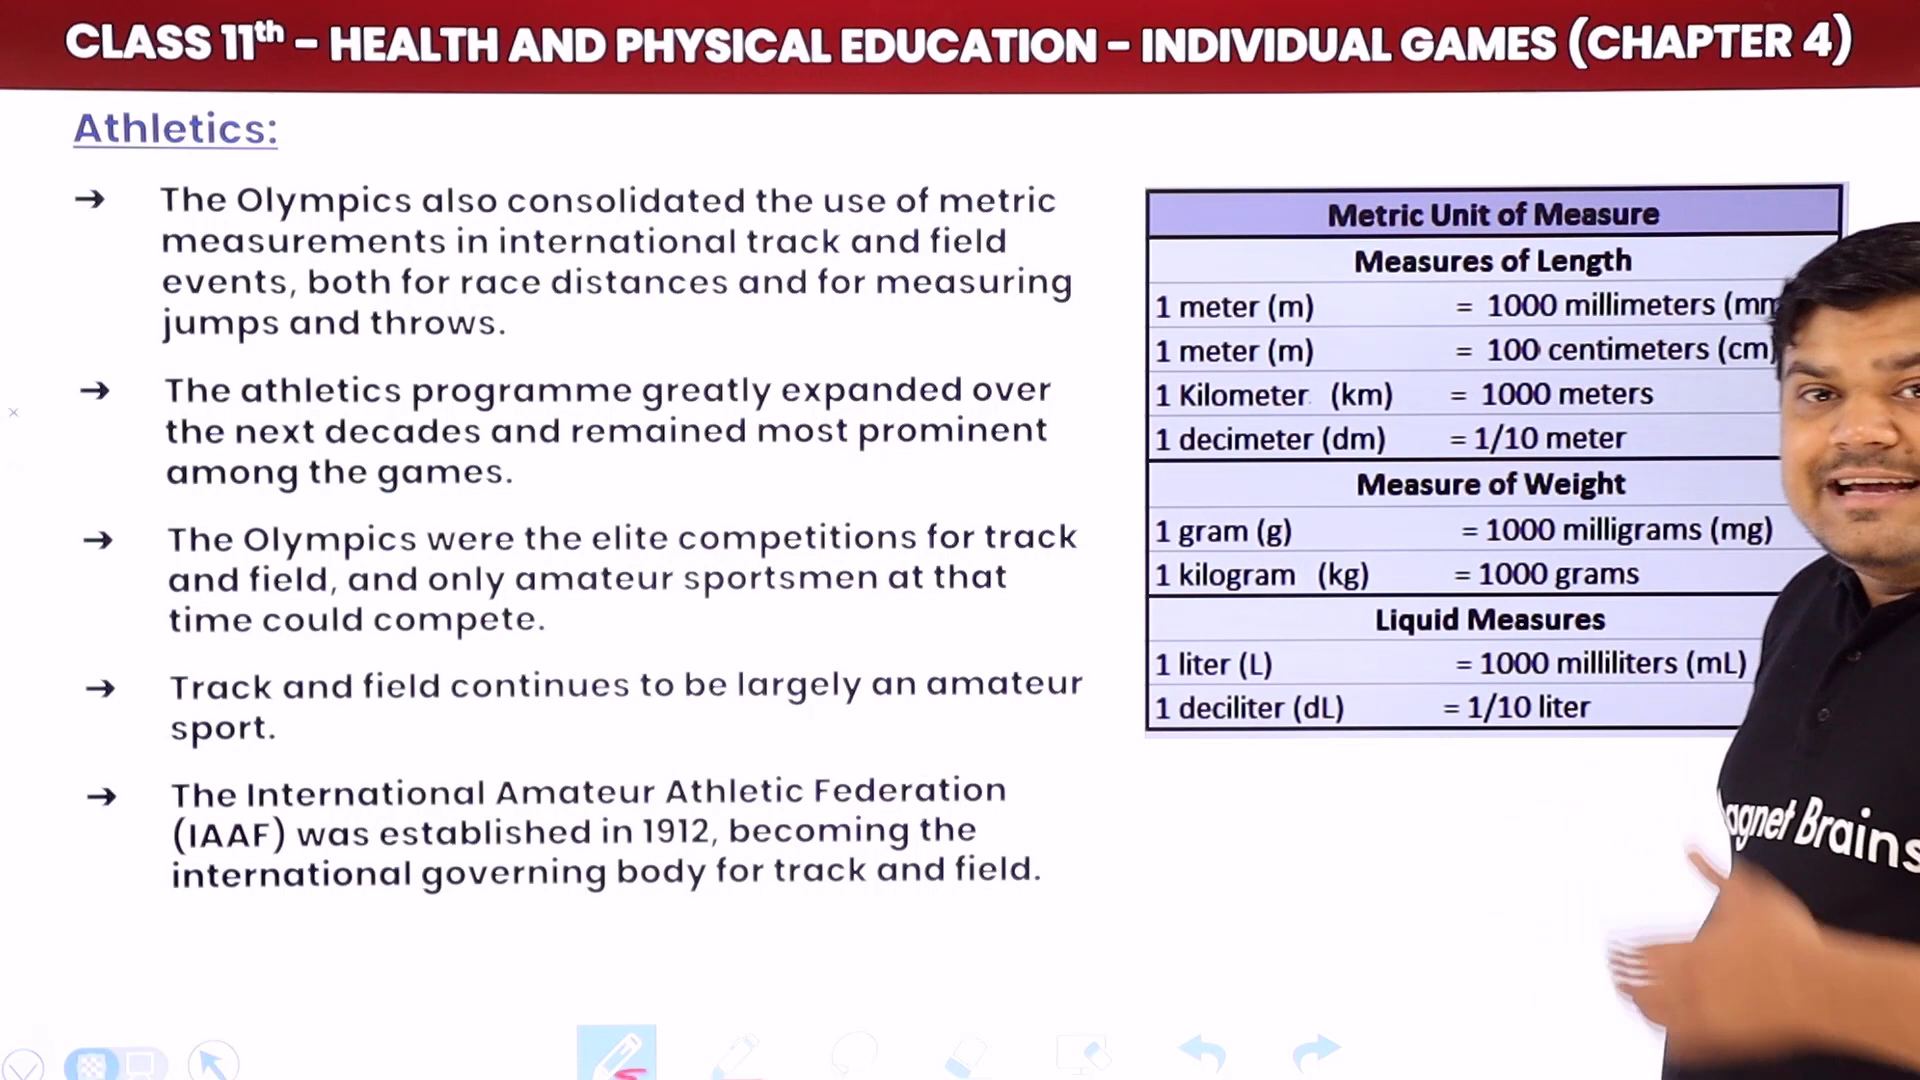 CLASS 11th – HEALTH AND PHYSICAL EDUCATION – INDIVIDUAL GAMES (CHAPTER 4)
Athletics:
→ The Olympics also consolidated the use of metric
measurements in international track and field
events, both for race distances and for measuring
jumps and throws.
→ The athletics programme greatly expanded over
the next decades and remained most prominent
among the games.
→ The Olympics were the elite competitions for track
and field, and only amateur sportsmen at that
time could compete.
→ Track and field continues to be largely an amateur
sport.
→ The International Amateur Athletic Federation
(IAAF) was established in 1912, becoming the
international governing body for track and field.
Metric Unit of Measure
Measures of Length
1 meter (m) = 1000 millimeters (mm
1 meter (m) = 100 centimeters (cm)
1 Kilometer (km) = 1000 meters
1 decimeter (dm) = 1/10 meter
Measure of Weight
1 gram (g) = 1000 milligrams (mg)
1 kilogram (kg) = 1000 grams
Liquid Measures
1 liter (L) = 1000 milliliters (mL)
1 deciliter (dL) = 1/10 liter
agnet Brains